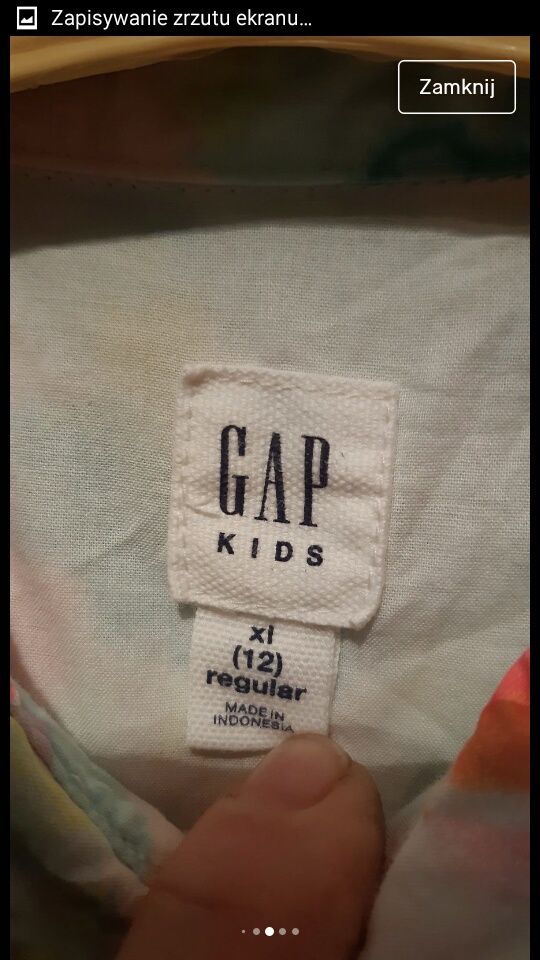 Zapisywanie zrzutu ekranu...
Zamknij
GAP
KIDS
xl
(12)
regular
MADE IN
INDONESIA